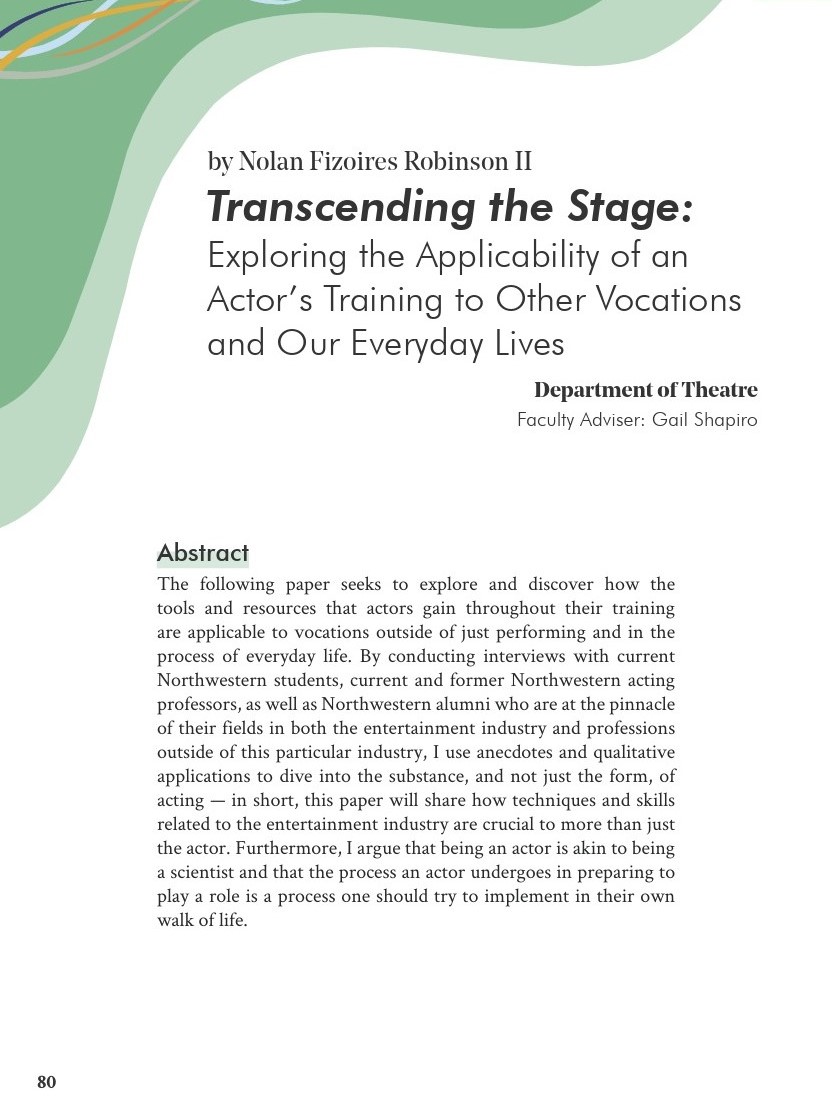 by Nolan Fizoires Robinson II
Transcending the Stage:
Exploring the Applicability of an
Actor’s Training to Other Vocations
and Our Everyday Lives
Department of Theatre
Faculty Adviser: Gail Shapiro
Abstract
The following paper seeks to explore and discover how the
tools and resources that actors gain throughout their training
are applicable to vocations outside of just performing and in the
process of everyday life. By conducting interviews with current
Northwestern students, current and former Northwestern acting
professors, as well as Northwestern alumni who are at the pinnacle
of their fields in both the entertainment industry and professions
outside of this particular industry, I use anecdotes and qualitative
applications to dive into the substance, and not just the form, of
acting — in short, this paper will share how techniques and skills
related to the entertainment industry are crucial to more than just
the actor. Furthermore, I argue that being an actor is akin to being
a scientist and that the process an actor undergoes in preparing to
play a role is a process one should try to implement in their own
walk of life.
80